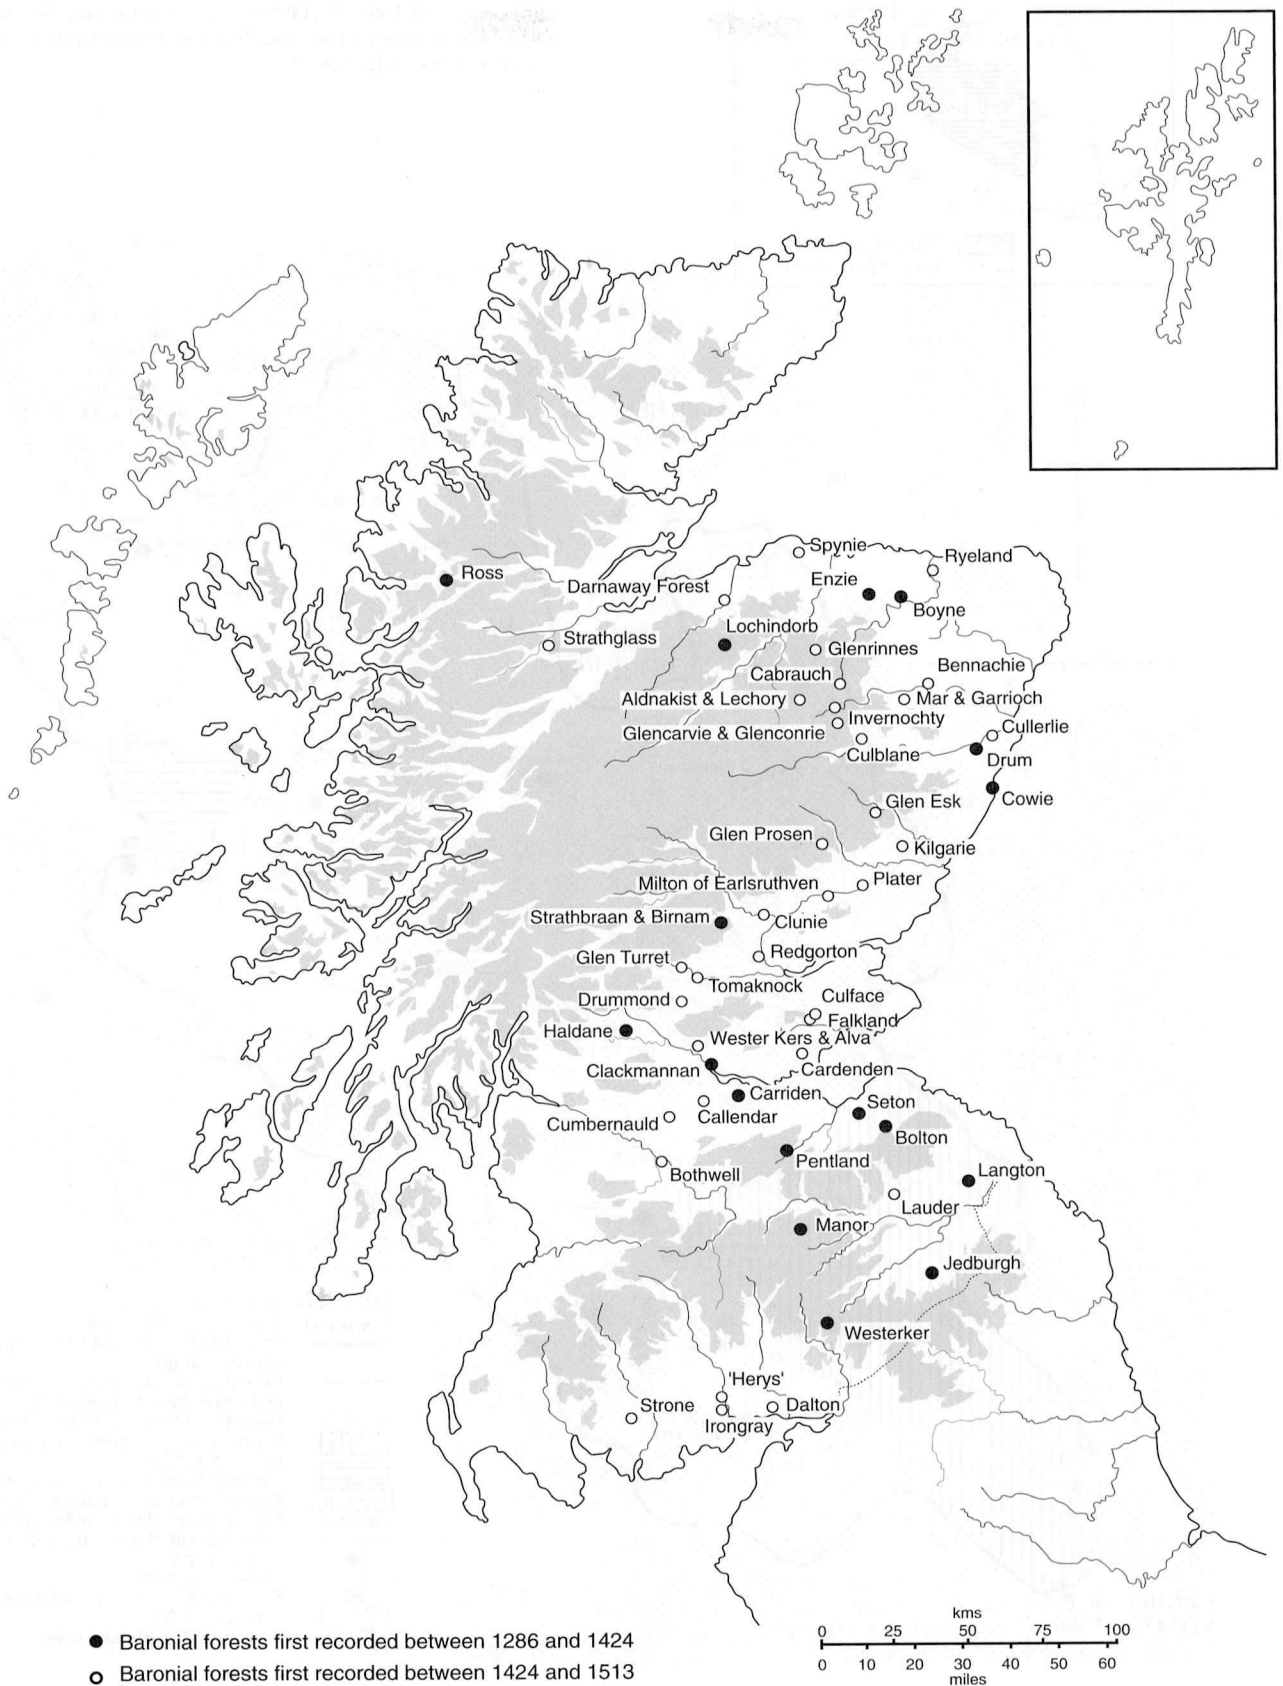 Spynie
Ryeland
Enzie
Ross
Darnaway Forest
Boyne
Lochindorb
Strathglass
Glenrinnes
Bennachie
Cabrauch
Aldnakist & Lechory
Mar & Garrioch
Invernochty
Cullerlie
Glencarvie & Glenconrie
Culblane
Drum
Cowie
Glen Esk
Glen Prosen
Kilgarie
Plater
Milton of Earlsruthven
Strathbraan & Birnam
Clunie
Redgorton
Glen Turret
Tomaknock
Drummond
Culface
Falkland
Haldane
Wester Kers & Alva
Clackmannan
Cardenden
Carriden
Seton
Callendar
Cumbernauld
Bolton
Pentland
Langton
Bothwell
Lauder
Manor
Jedburgh
Westerker
'Herys'
Strone
Dalton
Irongray
kms
0 25 50 75 100
0 10 20 30 40 50 60
miles
Baronial forests first recorded between 1286 and 1424
Baronial forests first recorded between 1424 and 1513